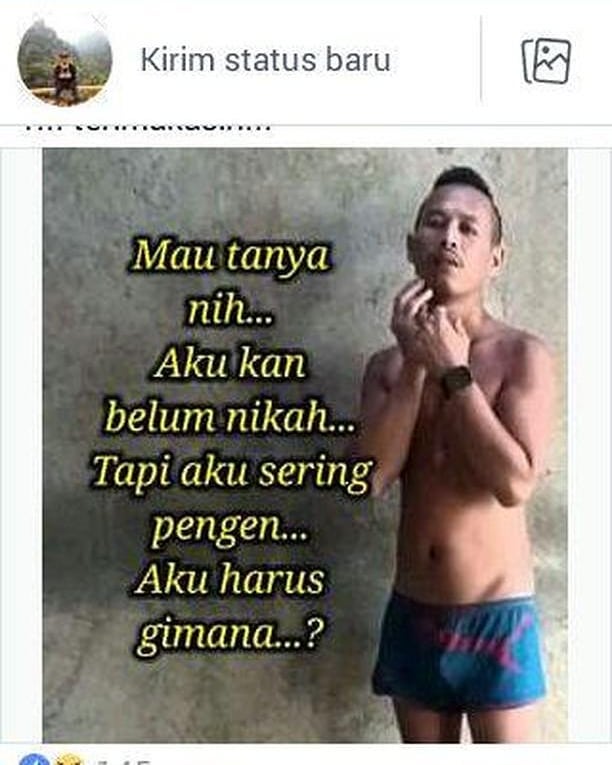 Kirim status baru
Mau tanya
nih...
Aku kan
belum nikah...
Tapi aku sering
pengen...
Aku harus
gimana...?